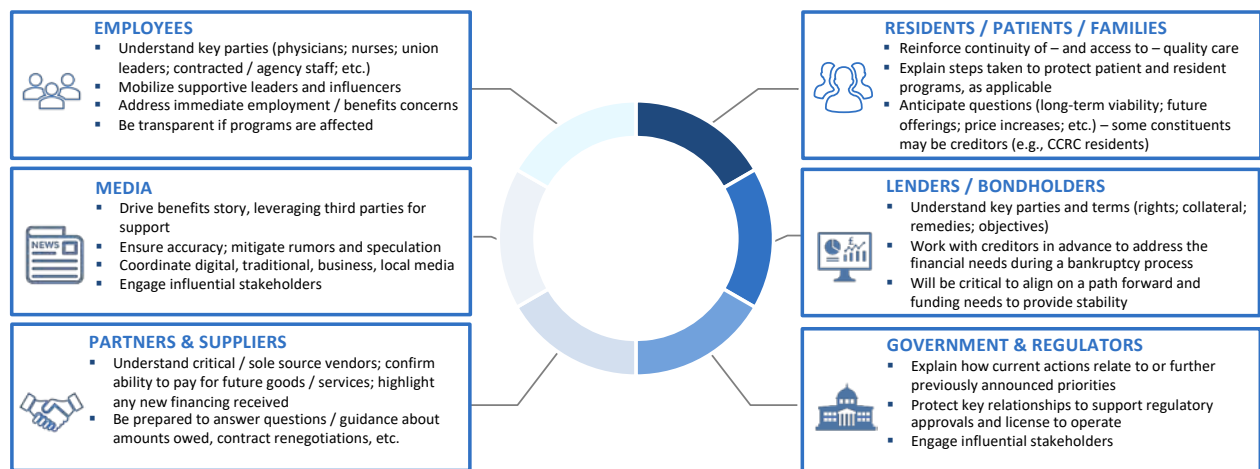 EMPLOYEES
▪ Understand key parties (physicians; nurses; union
leaders; contracted / agency staff; etc.)
▪ Mobilize supportive leaders and influencers
▪ Address immediate employment / benefits concerns
▪ Be transparent if programs are affected
MEDIA
▪ Drive benefits story, leveraging third parties for
support
▪ Ensure accuracy; mitigate rumors and speculation
▪ Coordinate digital, traditional, business, local media
▪ Engage influential stakeholders
NEWS
PARTNERS & SUPPLIERS
▪ Understand critical / sole source vendors; confirm
ability to pay for future goods / services; highlight
any new financing received
▪ Be prepared to answer questions / guidance about
amounts owed, contract renegotiations, etc.
RESIDENTS / PATIENTS / FAMILIES
▪ Reinforce continuity of – and access to – quality care
▪ Explain steps taken to protect patient and resident
programs, as applicable
▪ Anticipate questions (long-term viability; future
offerings; price increases; etc.) – some constituents
may be creditors (e.g., CCRC residents)
LENDERS / BONDHOLDERS
▪ Understand key parties and terms (rights; collateral;
remedies; objectives)
▪ Work with creditors in advance to address the
financial needs during a bankruptcy process
▪ Will be critical to align on a path forward and
funding needs to provide stability
GOVERNMENT & REGULATORS
▪ Explain how current actions relate to or further
previously announced priorities
▪ Protect key relationships to support regulatory
approvals and license to operate
▪ Engage influential stakeholders